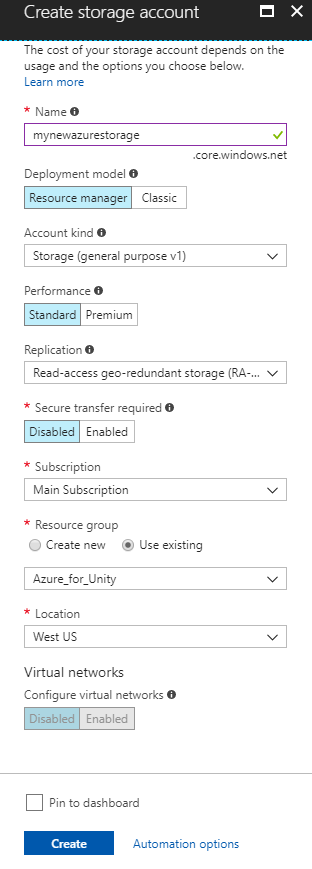 Create storage account
The cost of your storage account depends on the
usage and the options you choose below.
Learn more
* Name
mynewazurestorage
.core.windows.net
Deployment model
Resource manager Classic
Account kind
Storage (general purpose v1)
Performance
Standard Premium
Replication
Read-access geo-redundant storage (RA-...
* Secure transfer required
Disabled Enabled
* Subscription
Main Subscription
* Resource group
Create new Use existing
Azure_for_Unity
* Location
West US
Virtual networks
Configure virtual networks
Disabled Enabled
Pin to dashboard
Create Automation options